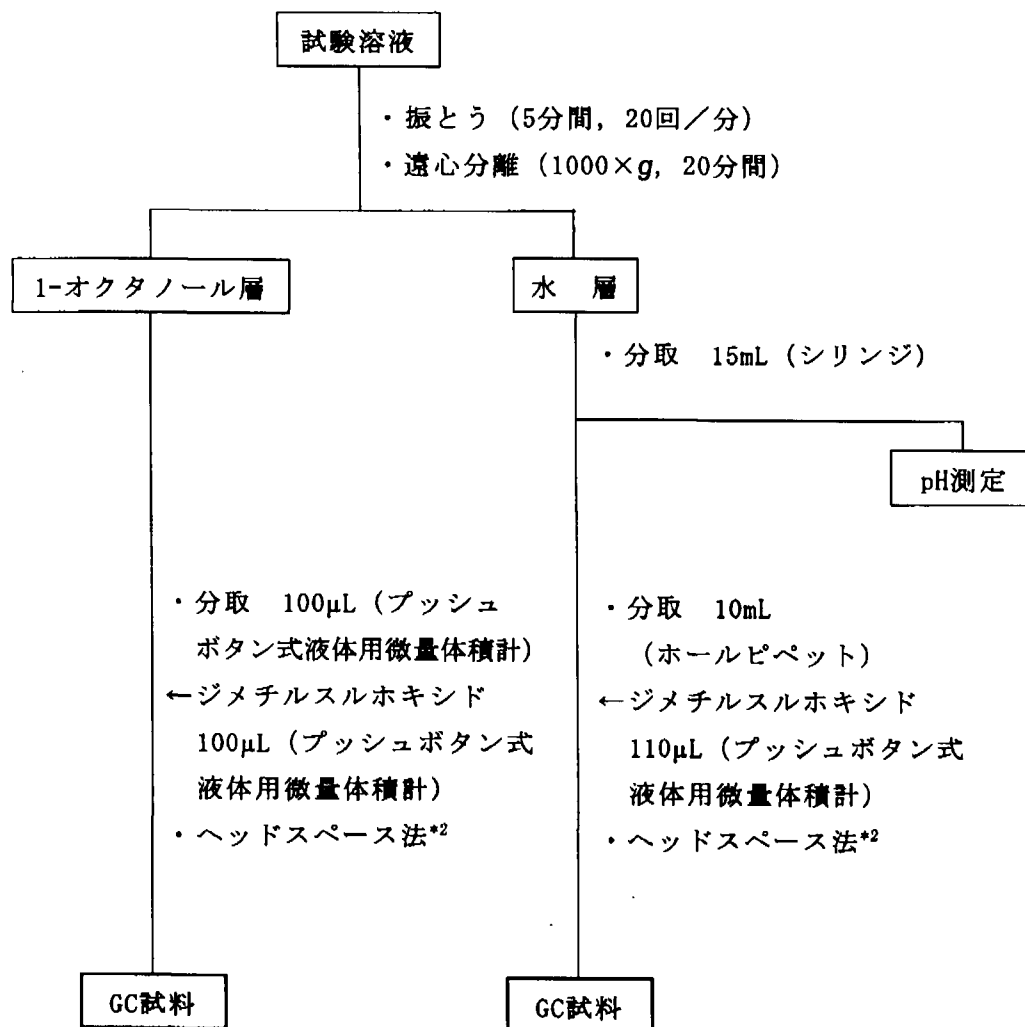 試験溶液
・振とう（5分間，20回／分）
・遠心分離（1000×g，20分間）
1-オクタノール層
水　層
・分取　15mL（シリンジ）
pH測定
・分取　100μL（プッシュ
ボタン式液体用微量体積計）
←ジメチルスルホキシド
100μL（プッシュボタン式
液体用微量体積計）
・ヘッドスペース法*2
・分取　10mL
（ホールピペット）
←ジメチルスルホキシド
110μL（プッシュボタン式
液体用微量体積計）
・ヘッドスペース法*2
GC試料
GC試料